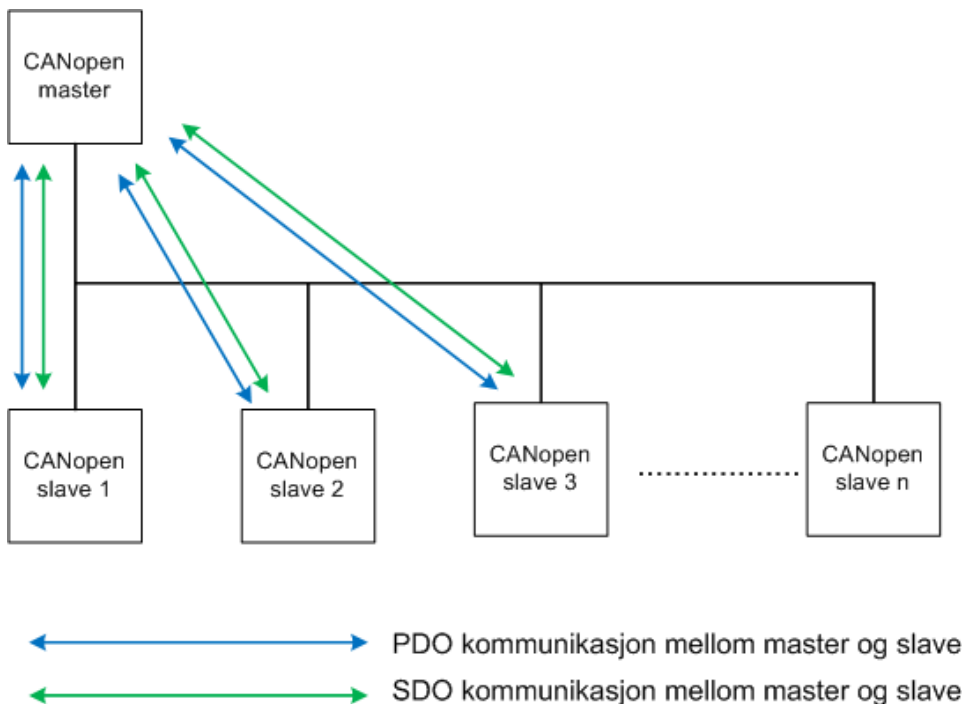 CANopen
master
CANopen
slave 1
CANopen
slave 2
CANopen
slave 3
CANopen
slave n
PDO kommunikasjon mellom master og slave
SDO kommunikasjon mellom master og slave